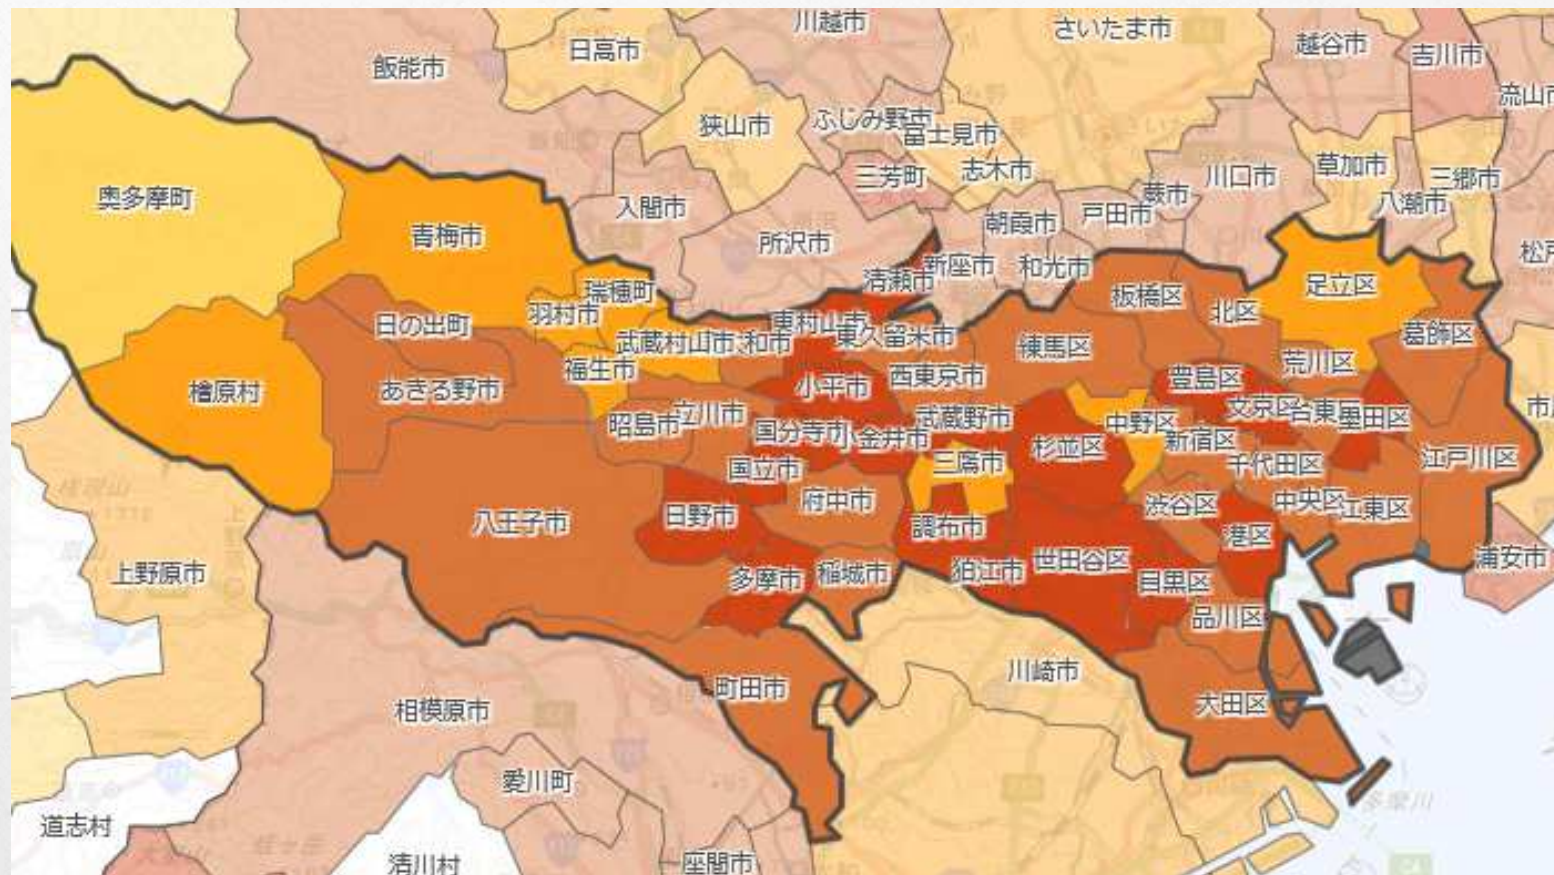 川越市
さいたま市
越谷市
吉川市
日高市
飯能市
流山市
狭山市
ふじみ野市
富士見市
草加市
三芳町
志木市
川口市
三郷市
蕨市
八潮市
奥多摩町
入間市
朝霞市
戸田市
青梅市
所沢市
新座市
和光市
清瀬市
足立区
瑞穂町
板橋区
北区
羽村市
日の出町
東村山市
東久留米市
葛飾区
武蔵村山市
和市
練馬区
荒川区
福生市
西東京市
豊島区
檜原村
あきる野市
小平市
文京区
台東区
墨田区
昭島市
立川市
武蔵野市
中野区
国分寺市
小金井市
新宿区
杉並区
国立市
三鷹市
千代田区
江戸川区
府中市
渋谷区
中央区
江東区
八王子市
日野市
調布市
港区
浦安市
上野原市
多摩市
稲城市
狛江市
世田谷区
目黒区
品川区
川崎市
町田市
大田区
相模原市
愛川町
多摩川
道志村
清川村
座間市